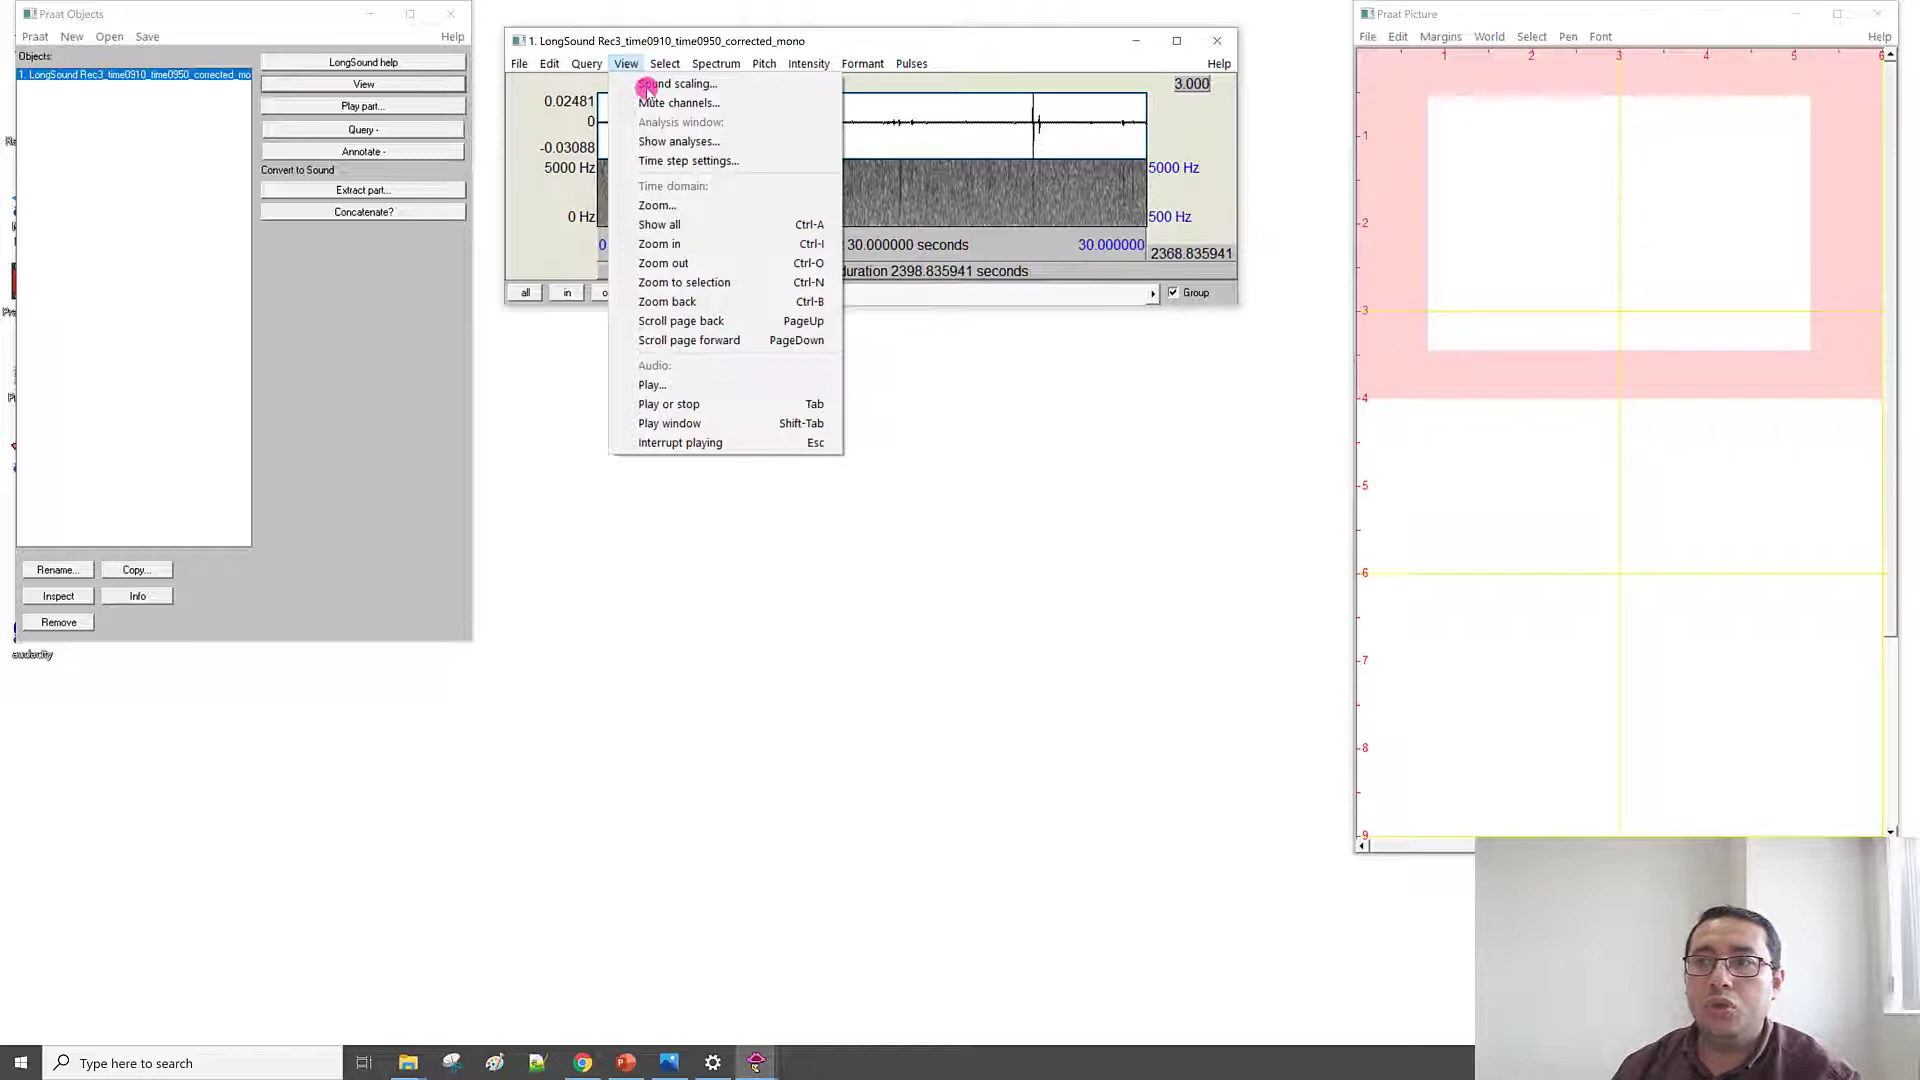 Praat Objects
Praat New Open Save Help
Objects:
1. LongSound Rec3_time0910_time0950_corrected_mo
LongSound help
View
Play part...
Query -
Annotate -
Convert to Sound
Extract part...
Concatenate?
Rename... Copy...
Inspect Info
Remove
audacity
1. LongSound Rec3_time0910_time0950_corrected_mono
File Edit Query View Select Spectrum Pitch Intensity Formant Pulses Help
3.000
0.02481
0
-0.03088
5000 Hz 5000 Hz
0 Hz 500 Hz
0 30.000000 seconds 30.000000 2368.835941
duration 2398.835941 seconds
all in Group
Sound scaling...
Mute channels...
Analysis window:
Show analyses...
Time step settings...
Time domain:
Zoom...
Show all Ctrl-A
Zoom in Ctrl-I
Zoom out Ctrl-O
Zoom to selection Ctrl-N
Zoom back Ctrl-B
Scroll page back PageUp
Scroll page forward PageDown
Audio:
Play...
Play or stop Tab
Play window Shift-Tab
Interrupt playing Esc
Praat Picture
File Edit Margins World Select Pen Font Help
1 2 3 4 5 6
1
2
3
4
5
6
7
8
9
Type here to search